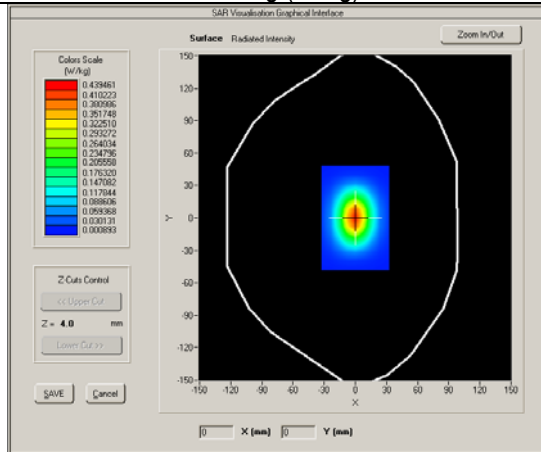 SAR Visualisation Graphical Interface
Surface Radiated Intensity
Zoom In/Out
Colors Scale
(W/kg)
0.439461
0.410223
0.380986
0.351748
0.322510
0.293272
0.264034
0.234796
0.205558
0.176320
0.147082
0.117844
0.088606
0.059368
0.030131
0.000893
150
120
90
60
30
0
-30
-60
-90
-120
-150
Y
-150 -120 -90 -60 -30 0 30 60 90 120 150
X
Z-Cuts Control
<< Upper Cut
Z = 4.0 mm
Lower Cut >>
SAVE Cancel
0 X (mm) 0 Y (mm)